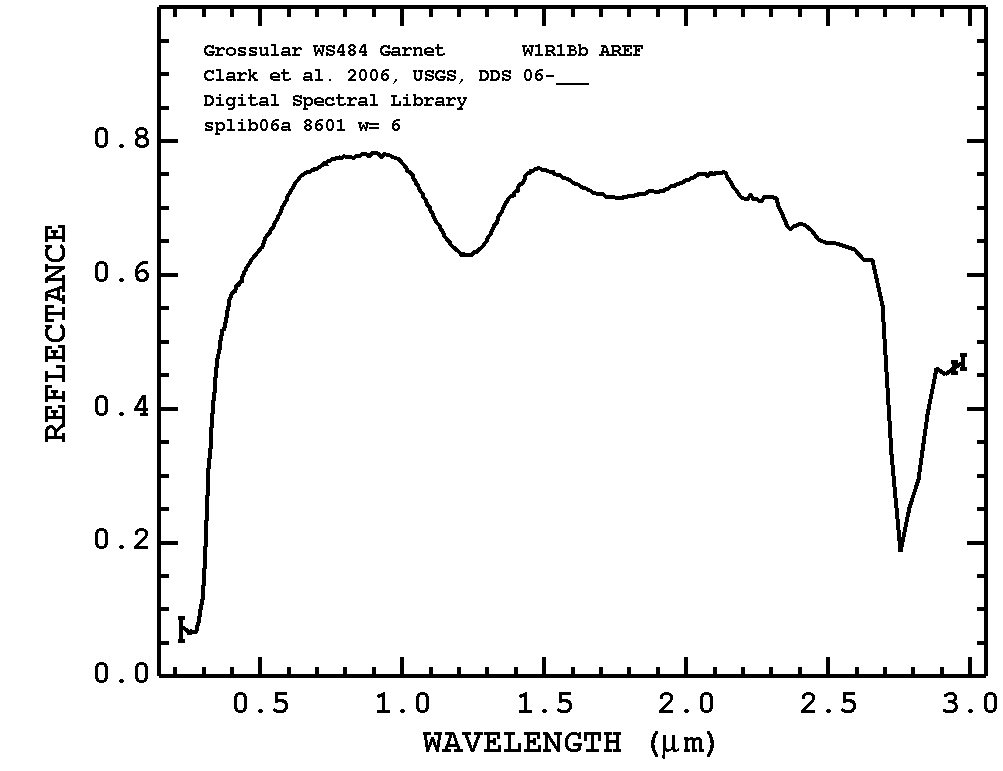 Grossular WS484 Garnet W1R1Bb AREF
Clark et al. 2006, USGS, DDS 06-___
Digital Spectral Library
splib06a 8601 w= 6
REFLECTANCE
0.8
0.6
0.4
0.2
0.0
0.5 1.0 1.5 2.0 2.5 3.0
WAVELENGTH (μm)